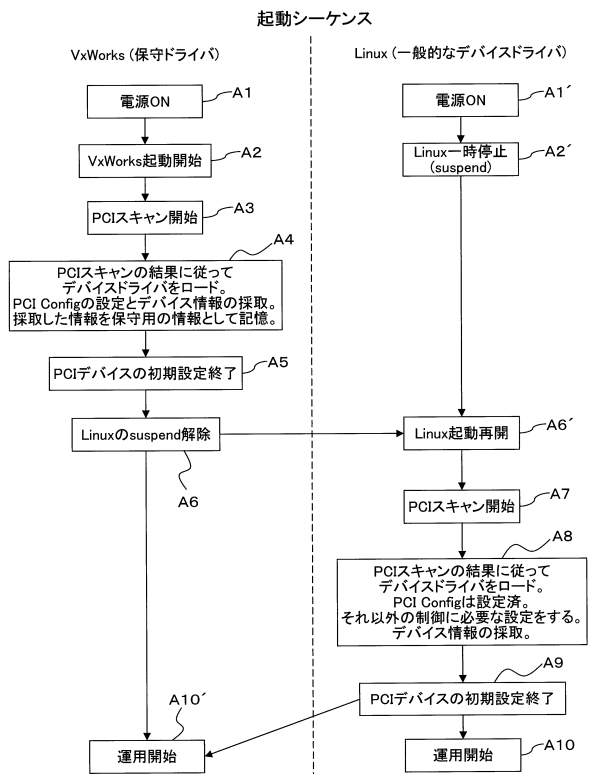 起動シーケンス
VxWorks (保守ドライバ)
Linux (一般的なデバイスドライバ)
電源ON
A1
電源ON
A1´
VxWorks起動開始
A2
Linux一時停止
(suspend)
A2´
PCIスキャン開始
A3
A4
PCIスキャンの結果に従って
デバイスドライバをロード。
PCI Configの設定とデバイス情報の採取。
採取した情報を保守用の情報として記憶。
PCIデバイスの初期設定終了
A5
Linuxのsuspend解除
A6
Linux起動再開
A6´
PCIスキャン開始
A7
A8
PCIスキャンの結果に従って
デバイスドライバをロード。
PCI Configは設定済。
それ以外の制御に必要な設定をする。
デバイス情報の採取。
A9
PCIデバイスの初期設定終了
A10´
運用開始
運用開始
A10